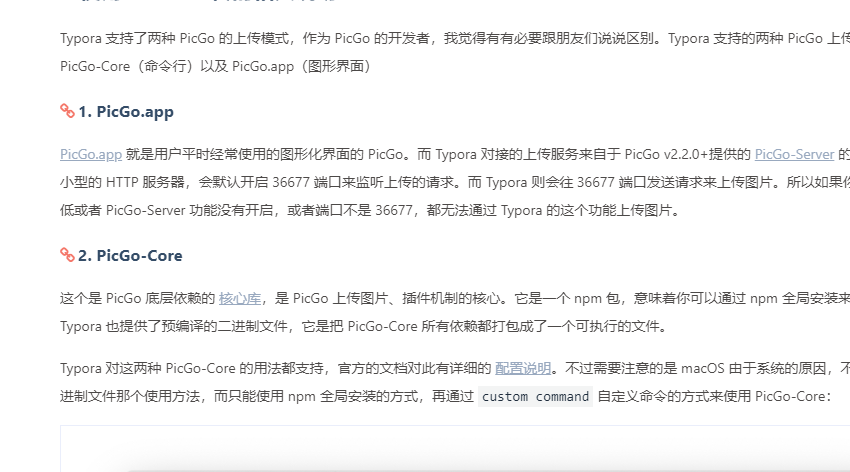 Typora 支持了两种 PicGo 的上传模式，作为 PicGo 的开发者，我觉得有有必要跟朋友们说说区别。Typora 支持的两种 PicGo 上
PicGo-Core（命令行）以及 PicGo.app（图形界面）
1. PicGo.app
PicGo.app 就是用户平时经常使用的图形化界面的 PicGo。而 Typora 对接的上传服务来自于 PicGo v2.2.0+提供的 PicGo-Server 的
小型的 HTTP 服务器，会默认开启 36677 端口来监听上传的请求。而 Typora 则会往 36677 端口发送请求来上传图片。所以如果
低或者 PicGo-Server 功能没有开启，或者端口不是 36677，都无法通过 Typora 的这个功能上传图片。
2. PicGo-Core
这个是 PicGo 底层依赖的 核心库，是 PicGo 上传图片、插件机制的核心。它是一个 npm 包，意味着你可以通过 npm 全局安装来
Typora 也提供了预编译的二进制文件，它是把 PicGo-Core 所有依赖都打包成了一个可执行的文件。
Typora 对这两种 PicGo-Core 的用法都支持，官方的文档对此有详细的 配置说明。不过需要注意的是 macOS 由于系统的原因，不
进制文件那个使用方法，而只能使用 npm 全局安装的方式，再通过 custom command 自定义命令的方式来使用 PicGo-Core：